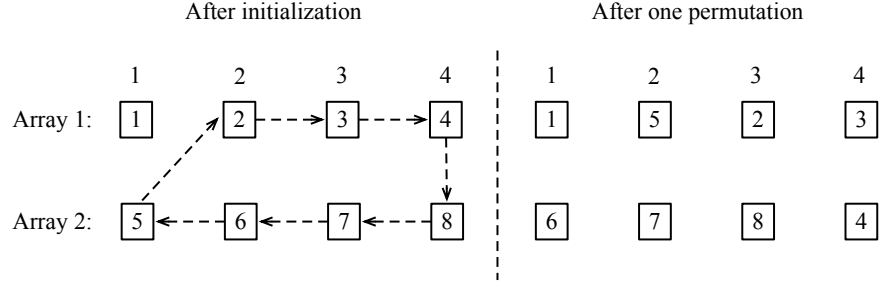 After initialization After one permutation
1 2 3 4 1 2 3 4
Array 1: 1 2 3 4 1 5 2 3
Array 2: 5 6 7 8 6 7 8 4